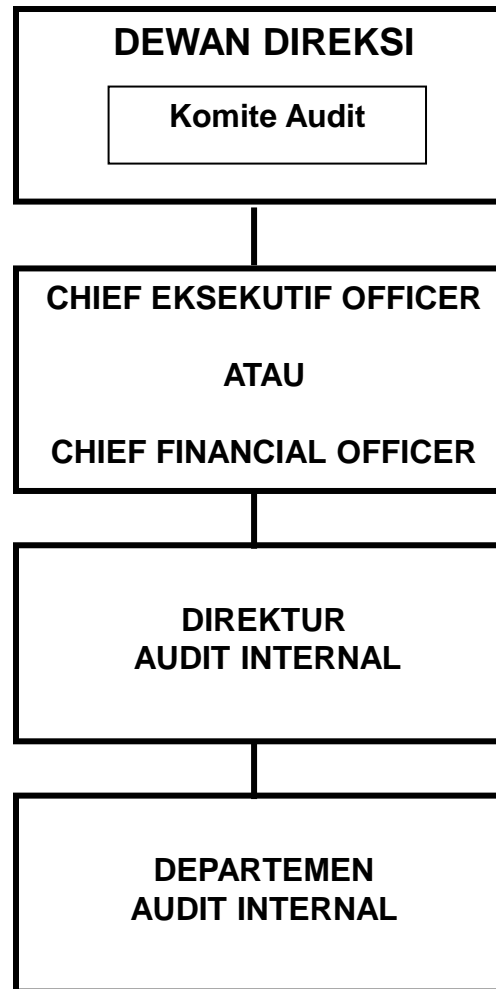 DEWAN DIREKSI
Komite Audit
CHIEF EKSEKUTIF OFFICER
ATAU
CHIEF FINANCIAL OFFICER
DIREKTUR
AUDIT INTERNAL
DEPARTEMEN
AUDIT INTERNAL